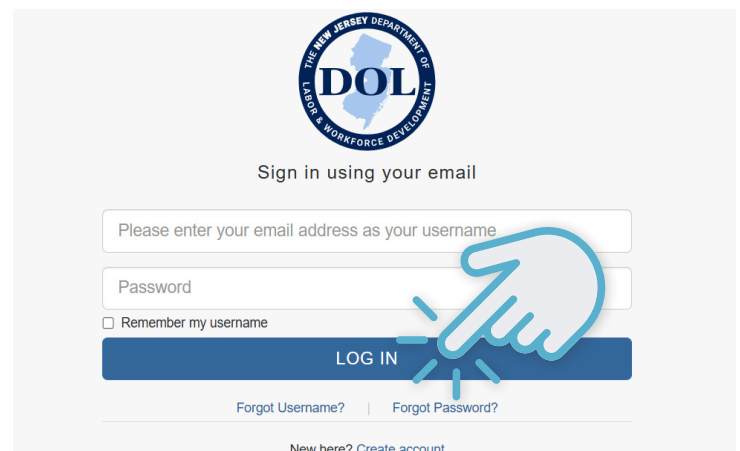 THE NEW JERSEY DEPARTMENT OF
DOL
LABOR & WORKFORCE DEVELOPMENT
Sign in using your email
Please enter your email address as your username
Password
Remember my username
LOG IN
Forgot Username? | Forgot Password?
New here? Create account